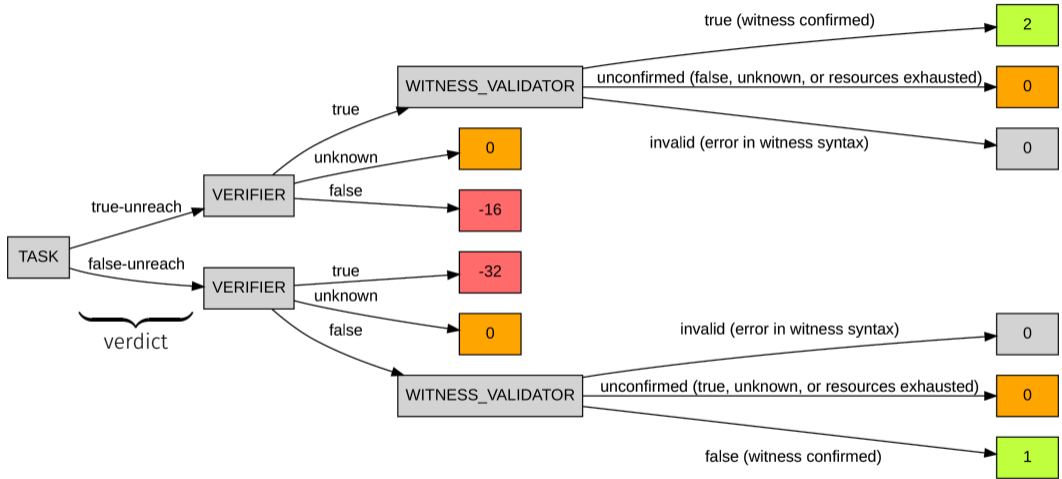 true (witness confirmed)
2
WITNESS_VALIDATOR
unconfirmed (false, unknown, or resources exhausted)
0
true
invalid (error in witness syntax)
0
unknown
0
VERIFIER
false
-16
true-unreach
TASK
false-unreach
VERIFIER
true
-32
unknown
0
false
verdict
invalid (error in witness syntax)
0
WITNESS_VALIDATOR
unconfirmed (true, unknown, or resources exhausted)
0
false (witness confirmed)
1